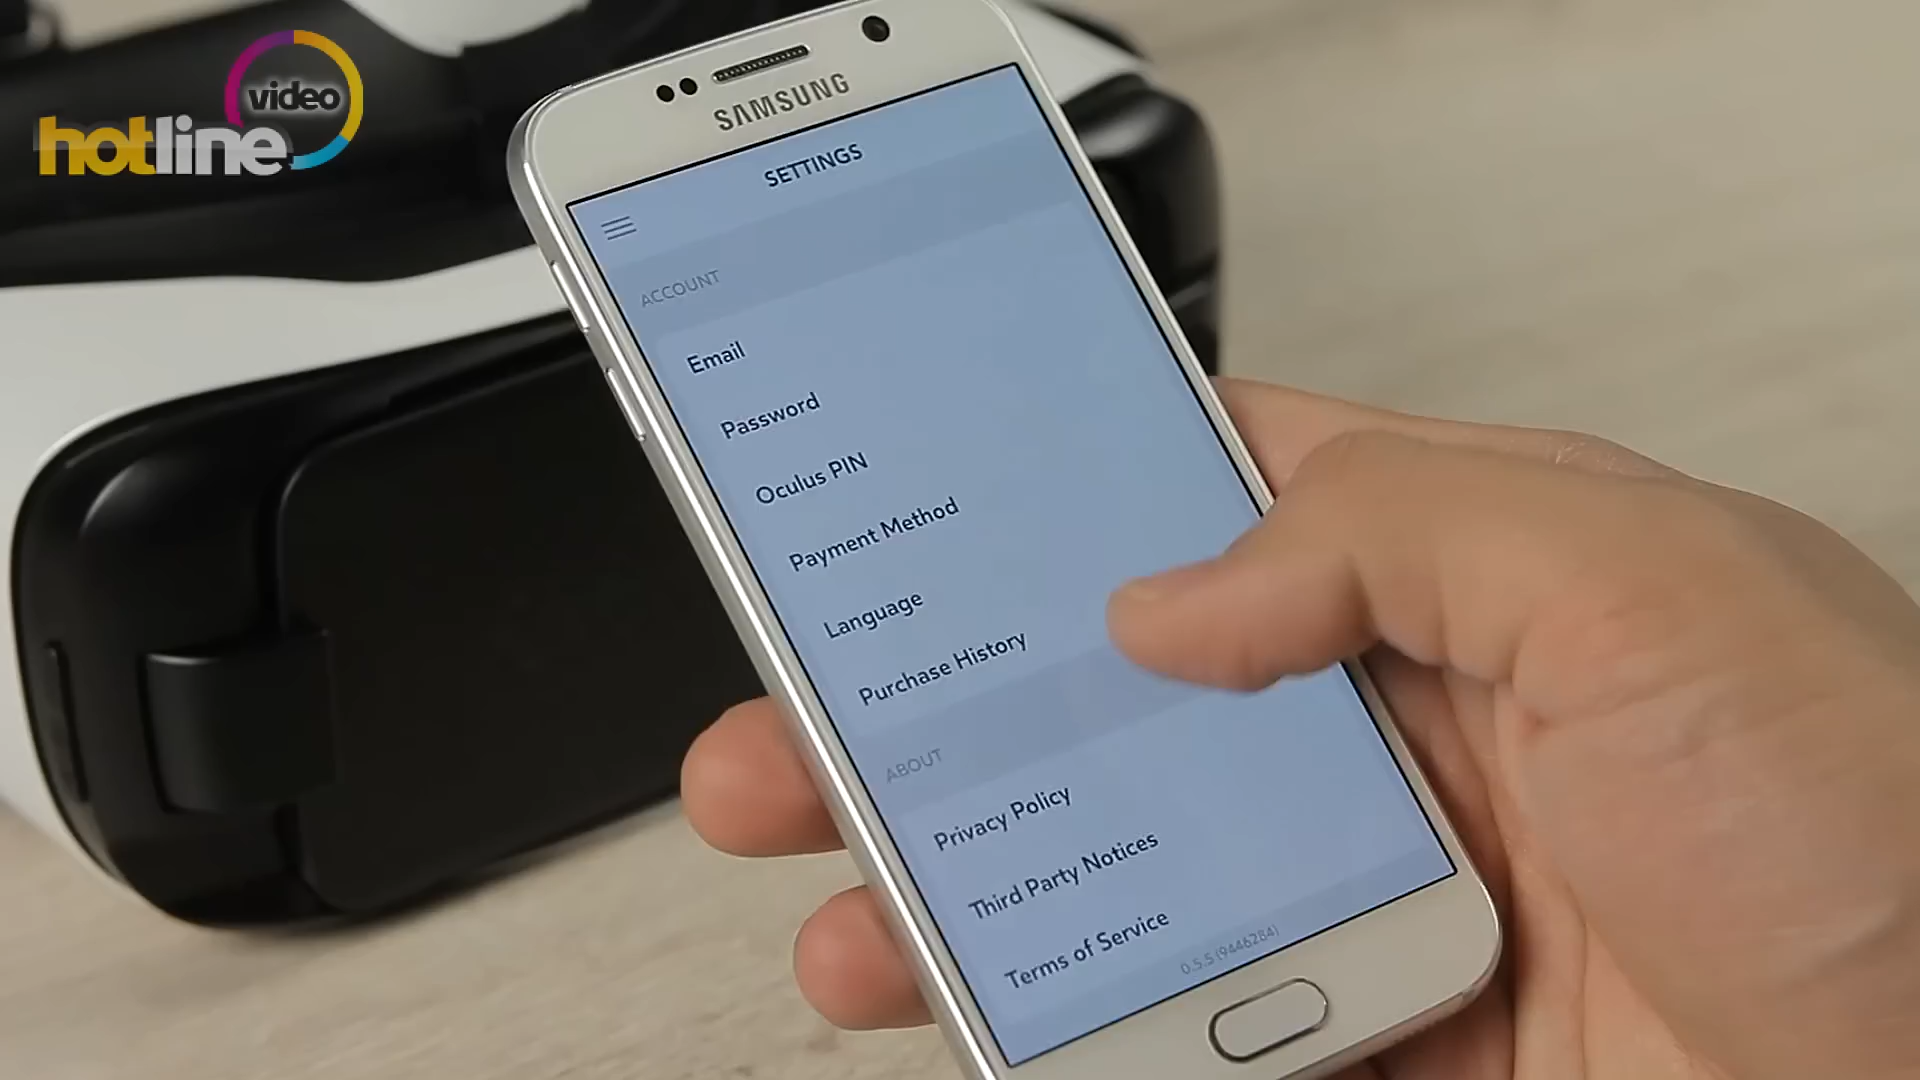 video
hotline
SAMSUNG
SETTINGS
ACCOUNT
Email
Password
Oculus PIN
Payment Method
Language
Purchase History
ABOUT
Privacy Policy
Third Party Notices
Terms of Service
0.5.5 (9446284)